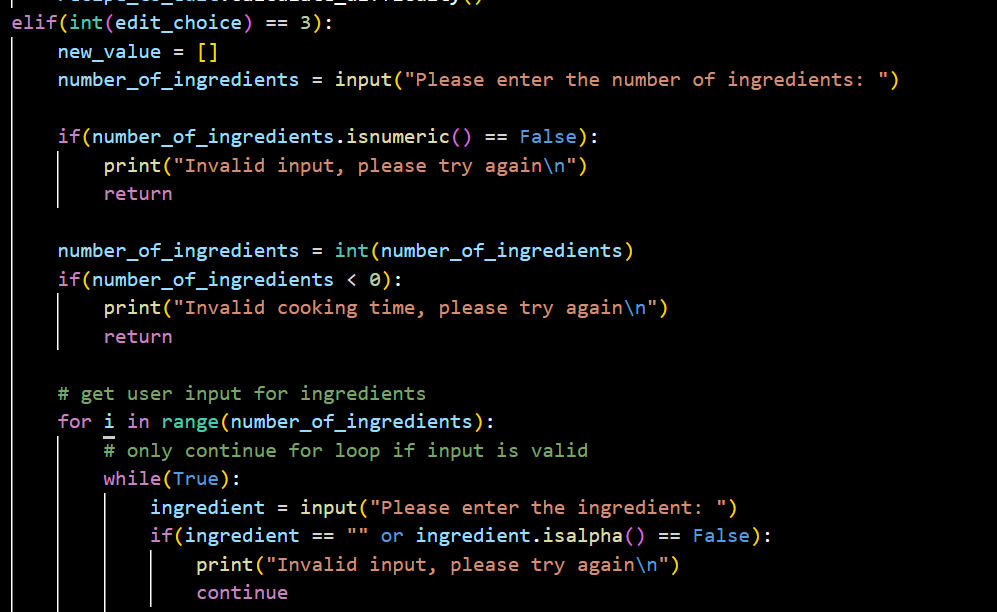 elif(int(edit_choice) == 3):
    new_value = []
    number_of_ingredients = input("Please enter the number of ingredients: ")
    if(number_of_ingredients.isnumeric() == False):
        print("Invalid input, please try again\n")
        return
    number_of_ingredients = int(number_of_ingredients)
    if(number_of_ingredients < 0):
        print("Invalid cooking time, please try again\n")
        return
    # get user input for ingredients
    for i in range(number_of_ingredients):
        # only continue for loop if input is valid
        while(True):
            ingredient = input("Please enter the ingredient: ")
            if(ingredient == "" or ingredient.isalpha() == False):
                print("Invalid input, please try again\n")
                continue